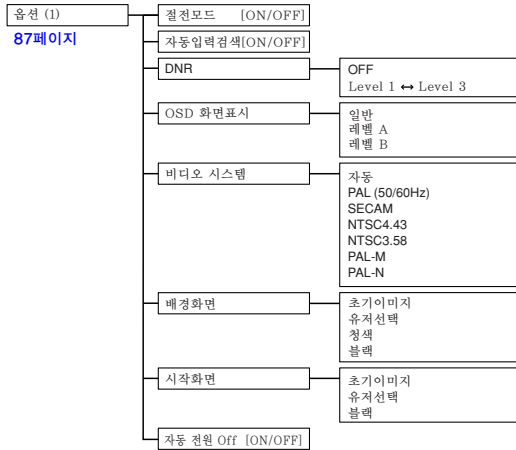 옵션 (1)
87페이지
절전모드 [ON/OFF]
자동입력검색[ON/OFF]
DNR
OFF
Level 1 ↔ Level 3
OSD 화면표시
일반
레벨 A
레벨 B
비디오 시스템
자동
PAL (50/60Hz)
SECAM
NTSC4.43
NTSC3.58
PAL-M
PAL-N
배경화면
초기이미지
유저선택
청색
블랙
시작화면
초기이미지
유저선택
블랙
자동 전원 Off [ON/OFF]